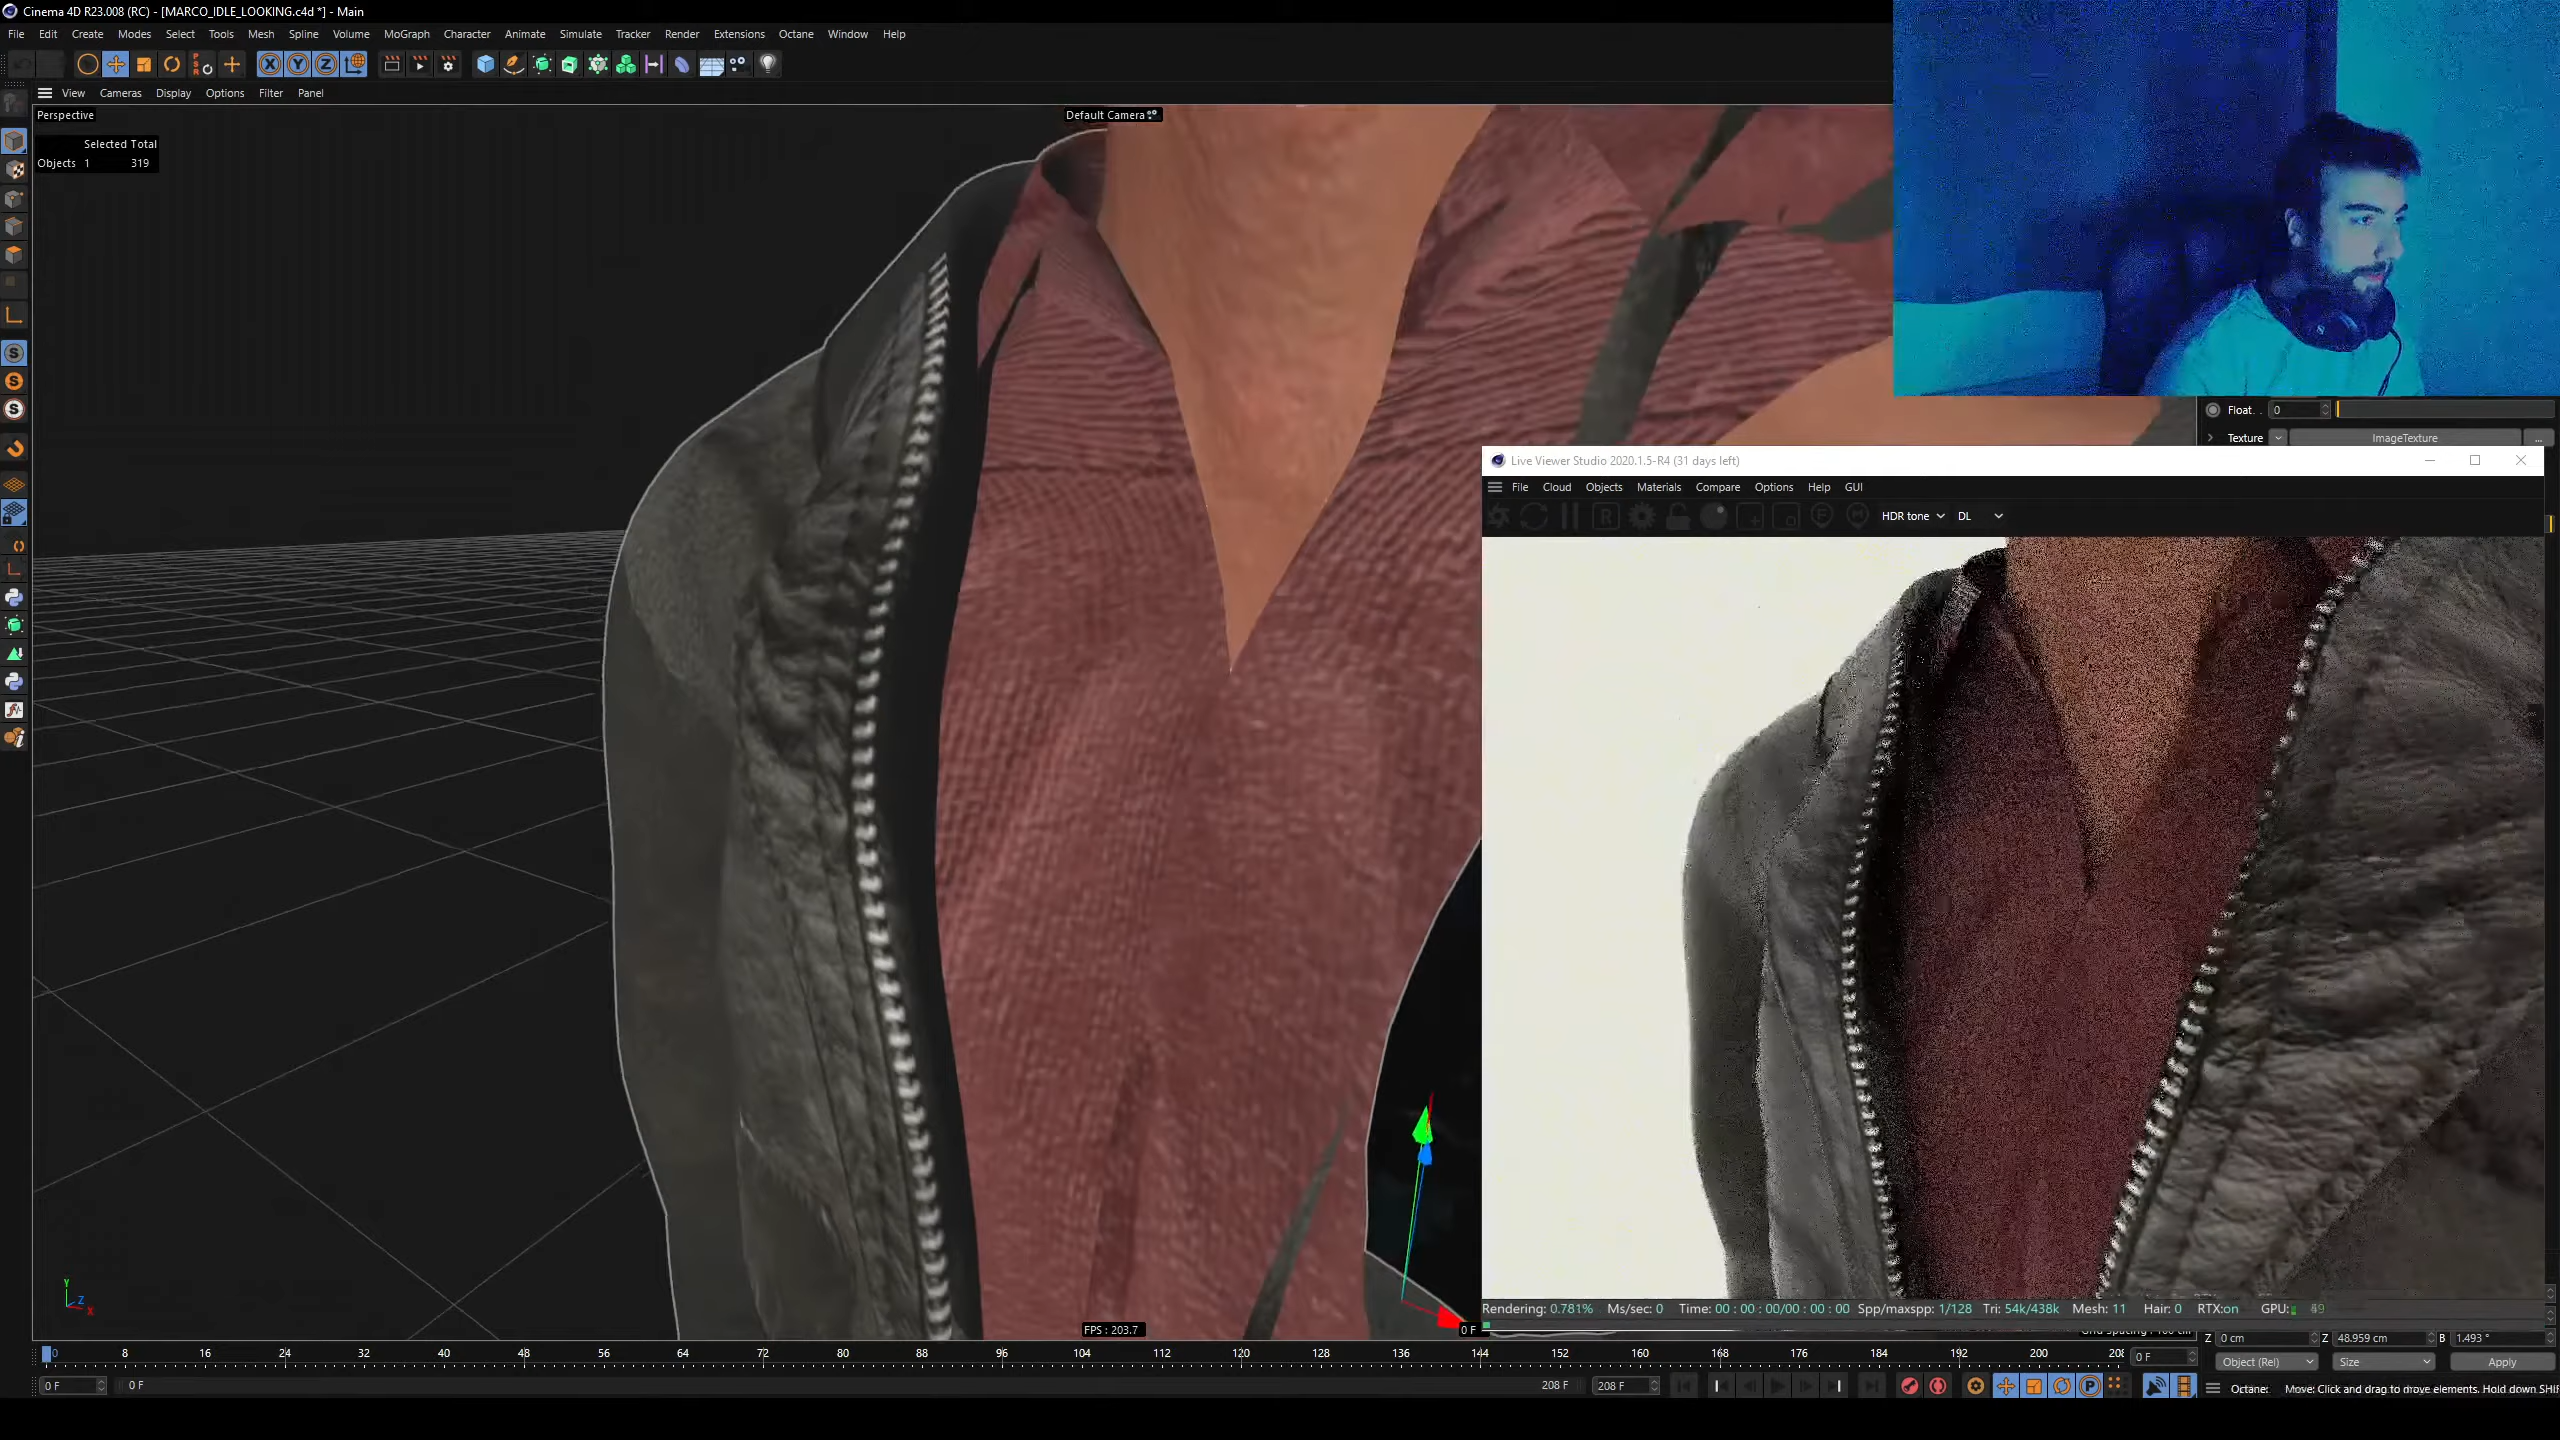 Cinema 4D R23.008 (RC) - [MARCO_IDLE_LOOKING.c4d *] - Main
File Edit Create Modes Select Tools Mesh Spline Volume MoGraph Character Animate Simulate Tracker Render Extensions Octane Window Help
View Cameras Display Options Filter Panel
Perspective
Default Camera
Selected Total
Objects 1 319
Float. . 0
Texture ImageTexture ...
Live Viewer Studio 2020.1.5-R4 (31 days left)
File Cloud Objects Materials Compare Options Help GUI
HDR tone DL
Rendering: 0.781% Ms/sec: 0 Time: 00 : 00 : 00/00 : 00 : 00 Spp/maxspp: 1/128 Tri: 54k/438k Mesh: 11 Hair: 0 RTX:on GPU:
Y
Z
X
FPS : 203.7
0 F
Z 0 cm Z 48.959 cm B 1.493 °
0 8 16 24 32 40 48 56 64 72 80 88 96 104 112 120 128 136 144 152 160 168 176 184 192 200 0 F
Object (Rel) Size Apply
0 F 0 F 208 F 208 F
Octane: Move: Click and drag to move elements. Hold down SHI